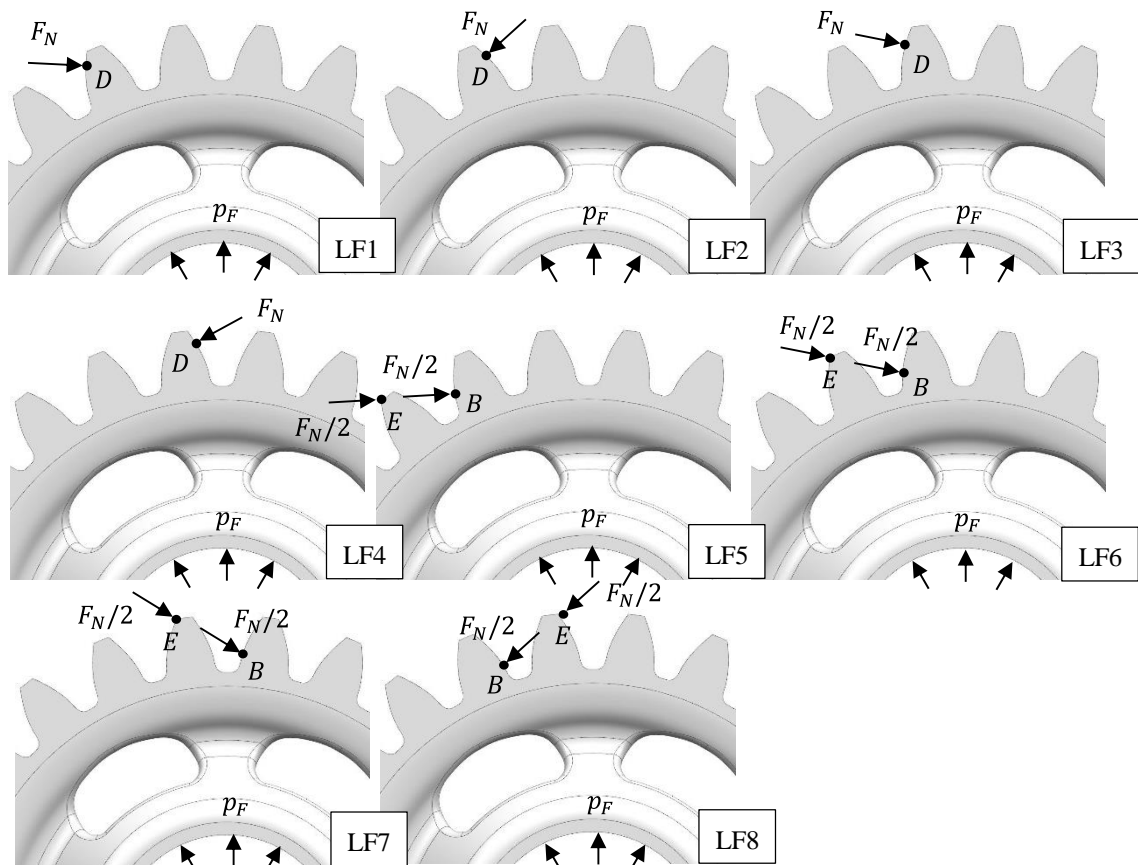 F_N
D
p_F
LF1
F_N
D
p_F
LF2
F_N
D
p_F
LF3
F_N
D
F_N/2
p_F
LF4
F_N/2
E
B
p_F
LF5
F_N/2
F_N/2
E
B
p_F
LF6
F_N/2
F_N/2
E
B
p_F
LF7
F_N/2
F_N/2
E
B
p_F
LF8